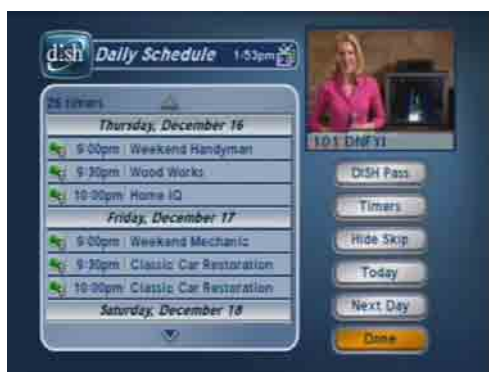 dish Daily Schedule 1:53pm
26 timers
Thursday, December 16
9:00pm Weekend Handyman
9:30pm Wood Works
10:00pm Home IQ
Friday, December 17
9:00pm Weekend Mechanic
9:30pm Classic Car Restoration
10:00pm Classic Car Restoration
Saturday, December 18
101 DNFYI
DISH Pass
Timers
Hide Skip
Today
Next Day
Done